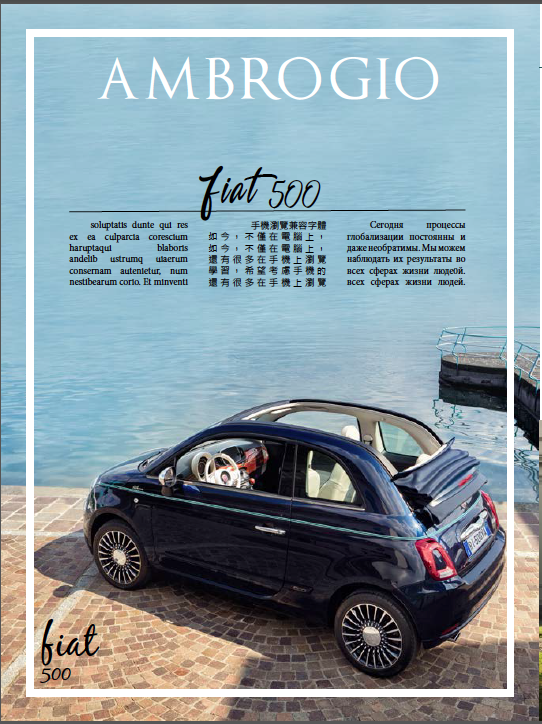 AMBROGIO
fiat 500
soluptatis dunte qui res
ex ea culparcia corescium
haruptaqui blaboris
andelib ustrumq uiaerum
consernam autenietur, num
nestibearum corio. Et minventi
手機瀏覽兼容字體
如今，不僅在電腦上，
如今，不僅在電腦上，
還有很多在手機上瀏覽
學習，希望考慮手機的
還有很多在手機上瀏覽
Сегодня процессы
глобализации постоянны и
даже необратимы. Мы можем
наблюдать их результаты во
всех сферах жизни людей.
всех сферах жизни людей.
fiat
500